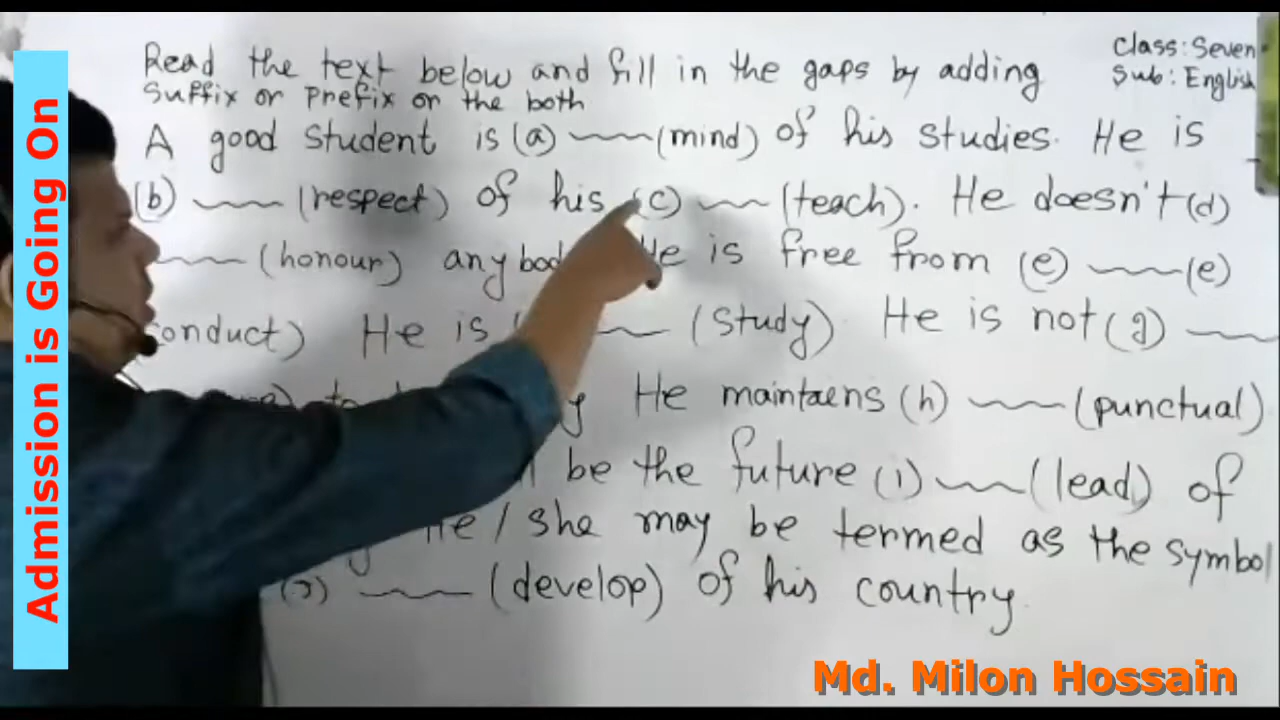 Admission is Going On
Class: Seven
Sub: English
Read the text below and fill in the gaps by adding
suffix or prefix or the both
A good student is (a) ~~~ (mind) of his studies. He is
(b) ~~~ (respect) of his (c) ~~~ (teach). He doesn't (d)
~~~ (honour) any He is free from (e) ~~~ (e)
conduct) He is ~~~ (study). He is not (g) ~~~
He maintaens (h) ~~~ (punctual)
be the future (i) ~~~ (lead) of
He / she may be termed as the symbol
~~~ (develop) of his country.
Md. Milon Hossain